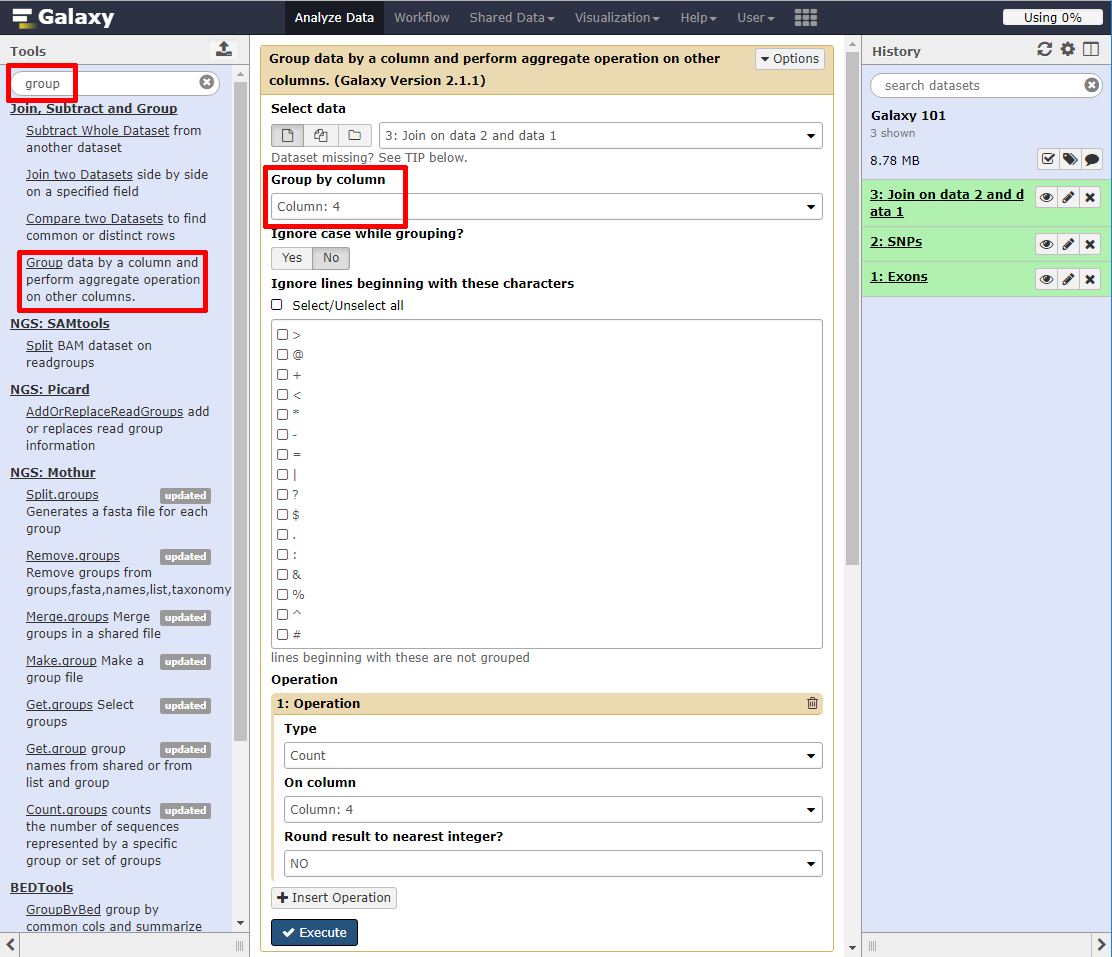 Galaxy
Analyze Data
Workflow
Shared Data
Visualization
Help
User
Using 0%
Tools
group
Join, Subtract and Group
Subtract Whole Dataset from
another dataset
Join two Datasets side by side
on a specified field
Compare two Datasets to find
common or distinct rows
Group data by a column and
perform aggregate operation
on other columns.
NGS: SAMtools
Split BAM dataset on
readgroups
NGS: Picard
AddOrReplaceReadGroups add
or replaces read group
information
NGS: Mothur
Split.groups updated
Generates a fasta file for each
group
Remove.groups updated
Remove groups from
groups,fasta,names,list,taxonomy
Merge.groups Merge updated
groups in a shared file
Make.group Make a updated
group file
Get.groups Select updated
groups
Get.group group updated
names from shared or from
list and group
Count.groups counts updated
the number of sequences
represented by a specific
group or set of groups
BEDTools
GroupByBed group by
common cols and summarize
Group data by a column and perform aggregate operation on other
columns. (Galaxy Version 2.1.1)
Options
Select data
3: Join on data 2 and data 1
Dataset missing? See TIP below.
Group by column
Column: 4
Ignore case while grouping?
Yes No
Ignore lines beginning with these characters
Select/Unselect all
>
@
+
<
*
-
=
|
?
$
.
:
&
%
^
#
lines beginning with these are not grouped
Operation
1: Operation
Type
Count
On column
Column: 4
Round result to nearest integer?
NO
Insert Operation
Execute
History
search datasets
Galaxy 101
3 shown
8.78 MB
3: Join on data 2 and d
ata 1
2: SNPs
1: Exons